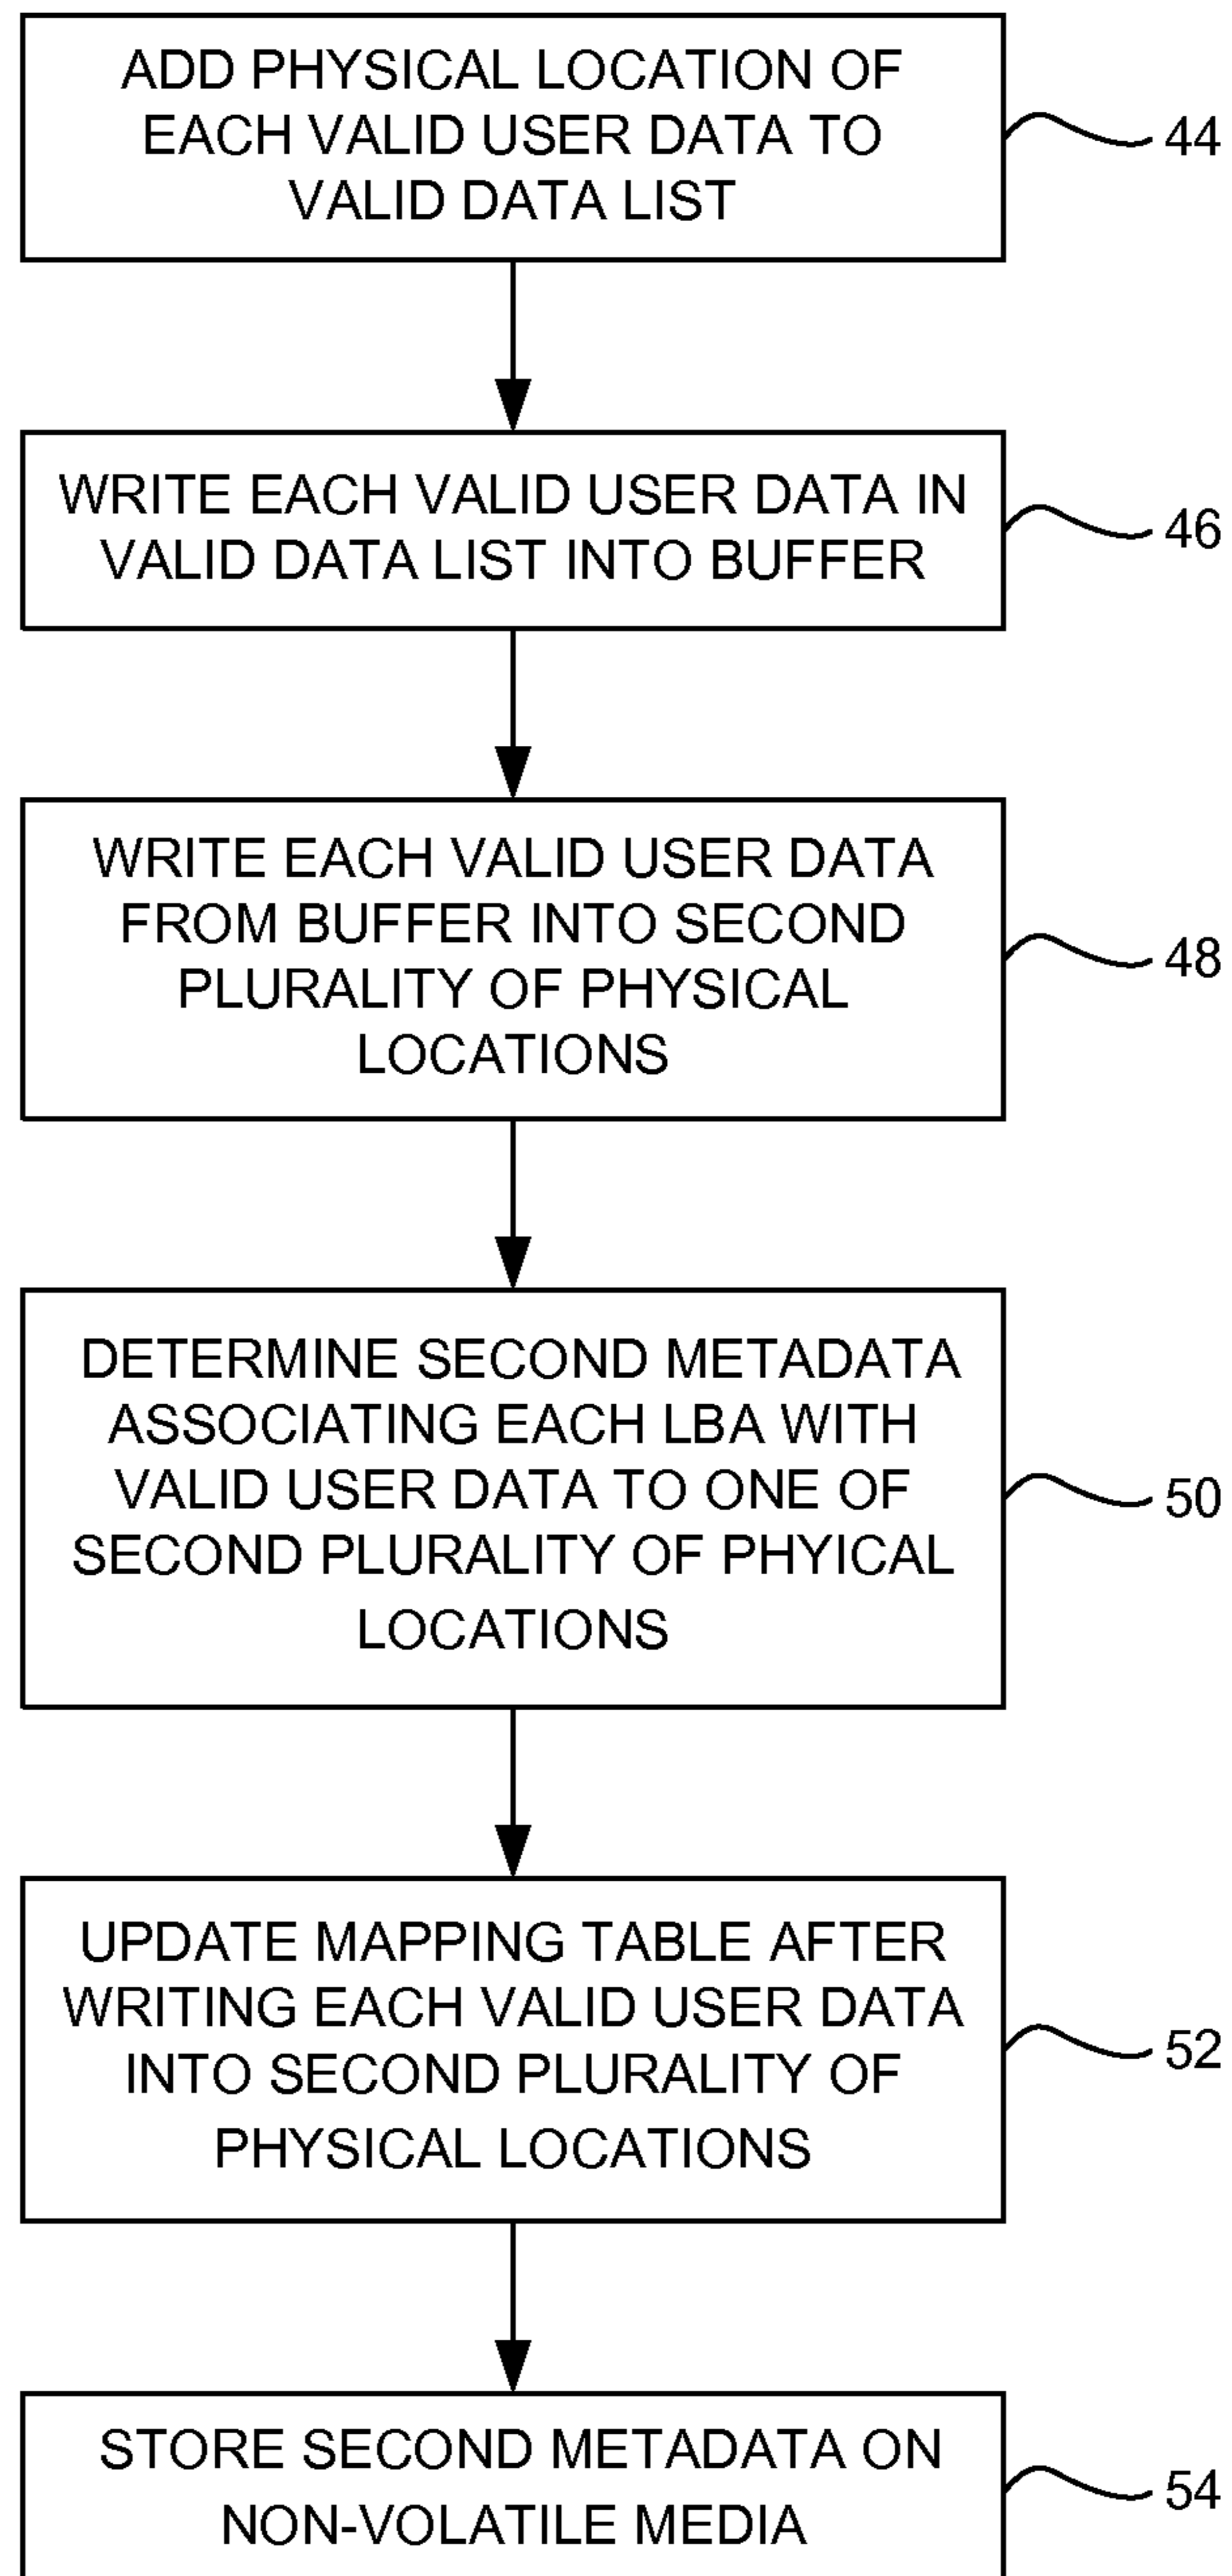 ADD PHYSICAL LOCATION OF
EACH VALID USER DATA TO
VALID DATA LIST
44
WRITE EACH VALID USER DATA IN
VALID DATA LIST INTO BUFFER
46
WRITE EACH VALID USER DATA
FROM BUFFER INTO SECOND
PLURALITY OF PHYSICAL
LOCATIONS
48
DETERMINE SECOND METADATA
ASSOCIATING EACH LBA WITH
VALID USER DATA TO ONE OF
SECOND PLURALITY OF PHYICAL
LOCATIONS
50
UPDATE MAPPING TABLE AFTER
WRITING EACH VALID USER DATA
INTO SECOND PLURALITY OF
PHYSICAL LOCATIONS
52
STORE SECOND METADATA ON
NON-VOLATILE MEDIA
54